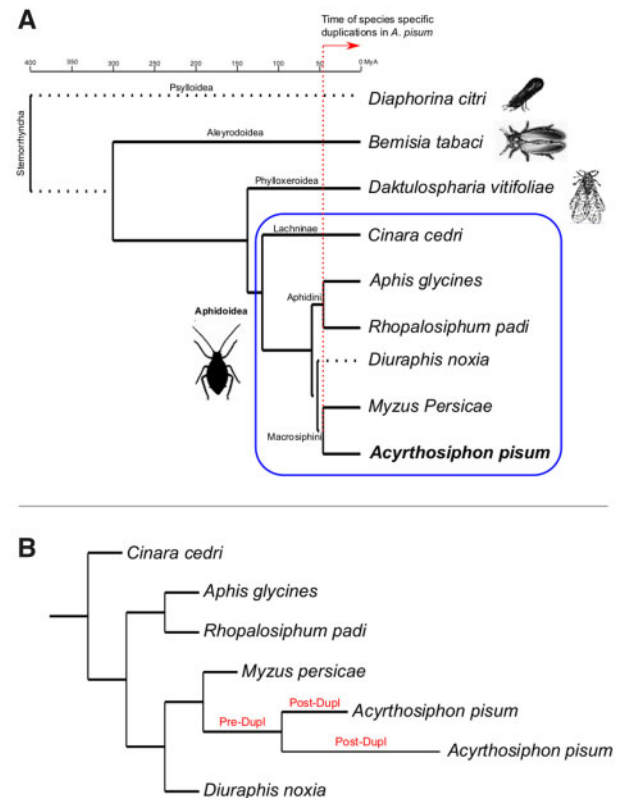 A
Time of species specific
duplications in A. pisum
400 350 300 250 200 150 100 50 0 MyA
Sternorrhyncha
Psylloidea
Diaphorina citri
Aleyrodoidea
Bemisia tabaci
Phylloxeroidea
Daktulospharia vitifoliae
Lachninae
Cinara cedri
Aphidini
Aphis glycines
Aphidoidea
Rhopalosiphum padi
Diuraphis noxia
Myzus Persicae
Macrosiphini
Acyrthosiphon pisum
B
Cinara cedri
Aphis glycines
Rhopalosiphum padi
Myzus persicae
Post-Dupl
Acyrthosiphon pisum
Pre-Dupl
Post-Dupl
Acyrthosiphon pisum
Diuraphis noxia